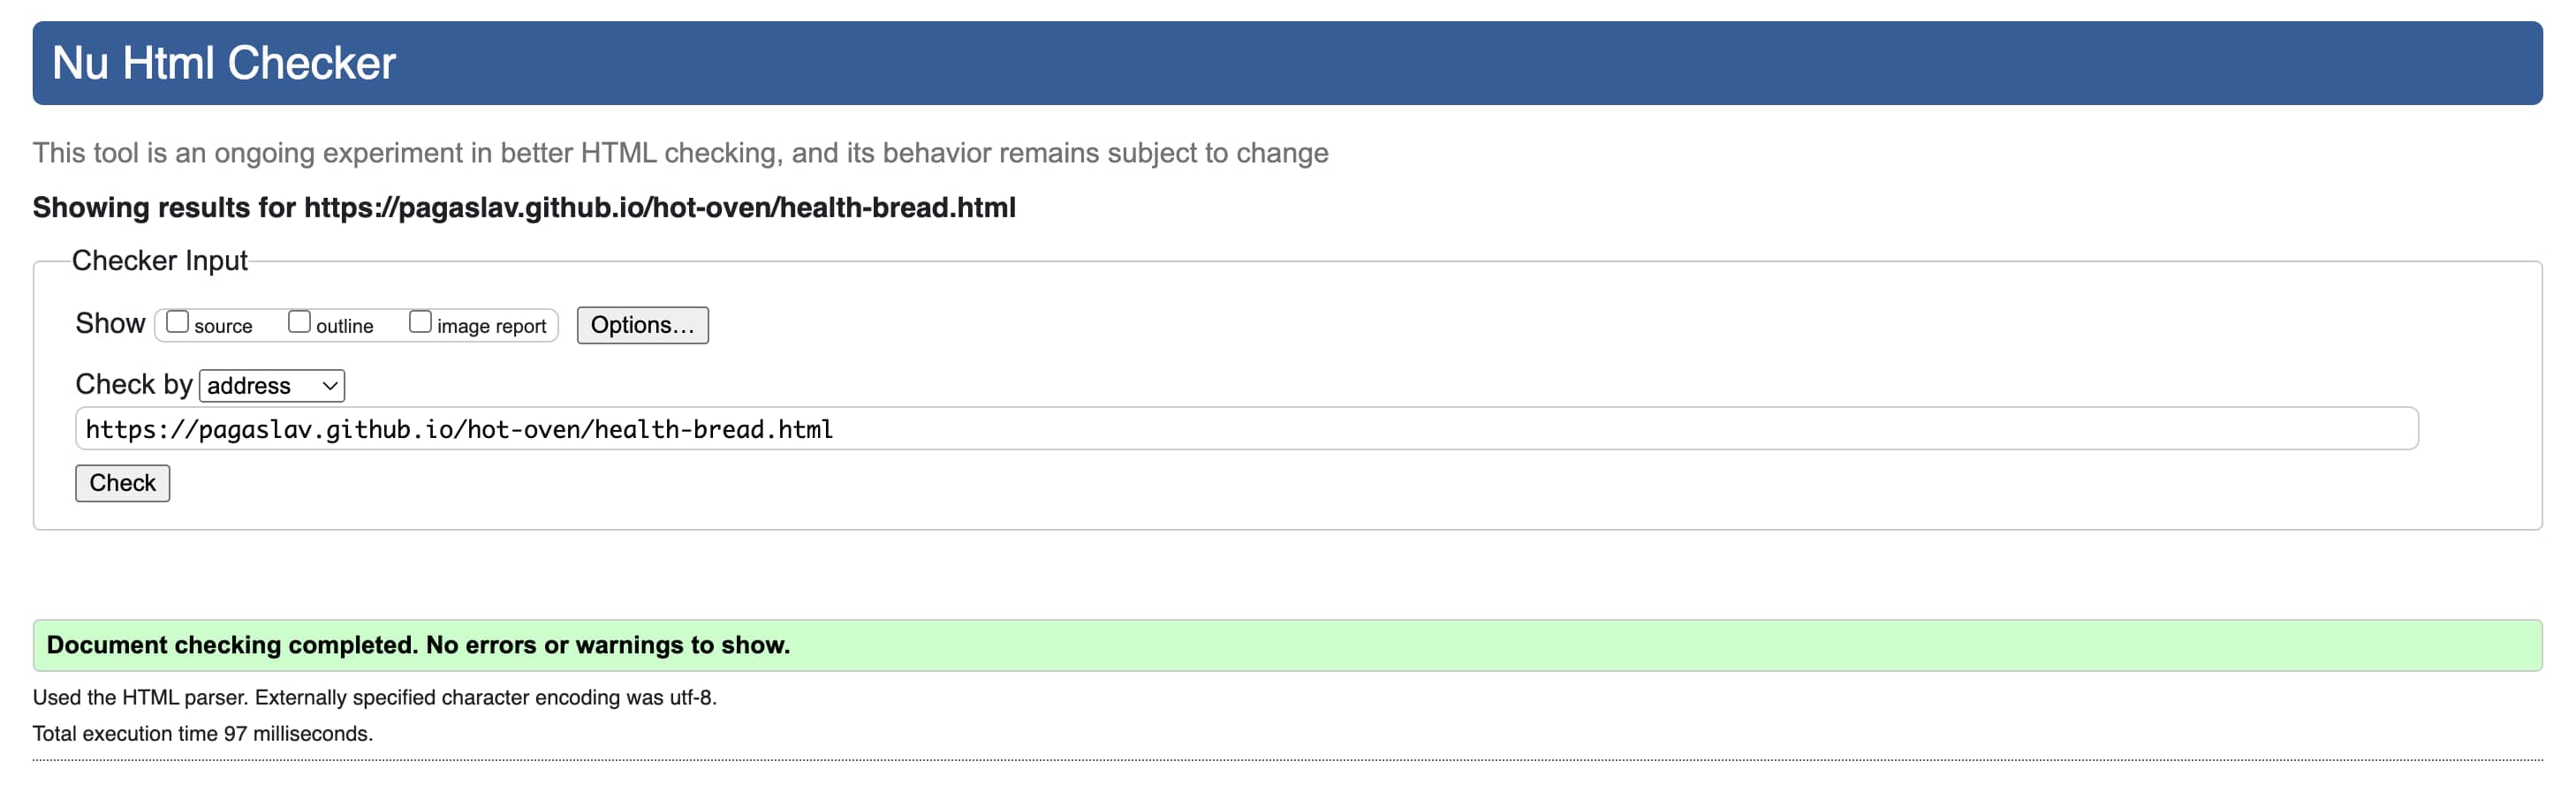 Nu Html Checker
This tool is an ongoing experiment in better HTML checking, and its behavior remains subject to change
Showing results for https://pagaslav.github.io/hot-oven/health-bread.html
Checker Input
Show source outline image report Options...
Check by address
https://pagaslav.github.io/hot-oven/health-bread.html
Check
Document checking completed. No errors or warnings to show.
Used the HTML parser. Externally specified character encoding was utf-8.
Total execution time 97 milliseconds.